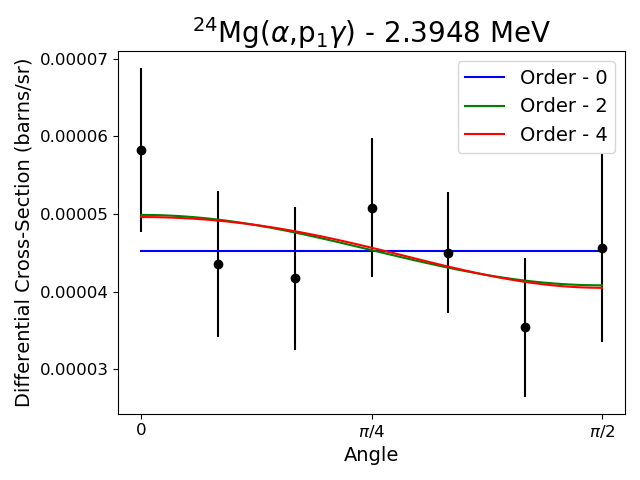 ²⁴Mg(α,p₁γ) - 2.3948 MeV
Differential Cross-Section (barns/sr)
0.00007
0.00006
0.00005
0.00004
0.00003
Order - 0
Order - 2
Order - 4
0
π/4
π/2
Angle